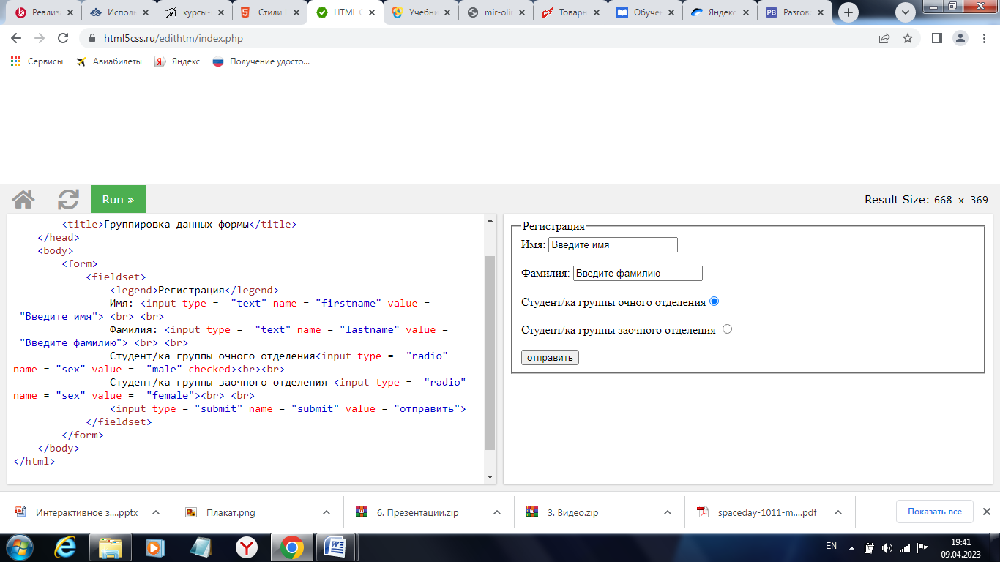 Реализ
Исполь
курсы-
Стили
HTML
Учебни
mir-olir
Товарн
Обучен
Яндекс
Разгово
html5css.ru/edithtm/index.php
Сервисы
Авиабилеты
Яндекс
Получение удосто...
Run »
Result Size: 668 x 369
<title>Группировка данных формы</title>
</head>
<body>
<form>
<fieldset>
<legend>Регистрация</legend>
Имя: <input type =  "text" name = "firstname" value =
"Введите имя"> <br> <br>
Фамилия: <input type =  "text" name = "lastname" value =
"Введите фамилию"> <br> <br>
Студент/ка группы очного отделения<input type =  "radio"
name = "sex" value =  "male" checked><br><br>
Студент/ка группы заочного отделения <input type =  "radio"
name = "sex" value =  "female"><br> <br>
<input type = "submit" name = "submit" value = "отправить">
</fieldset>
</form>
</body>
</html>
Регистрация
Имя: Введите имя
Фамилия: Введите фамилию
Студент/ка группы очного отделения
Студент/ка группы заочного отделения
отправить
Интерактивное з....pptx
Плакат.png
6. Презентации.zip
3. Видео.zip
spaceday-1011-m....pdf
Показать все
EN
19:41
09.04.2023